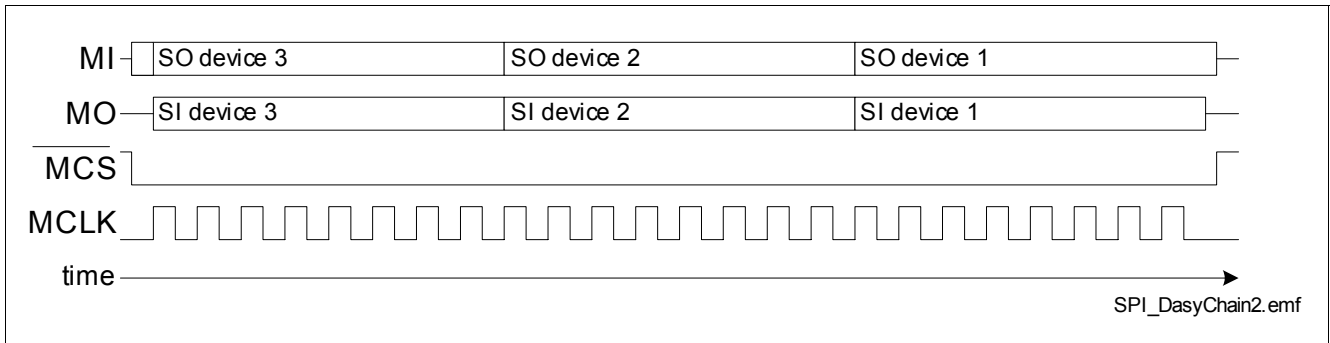 MI SO device 3 SO device 2 SO device 1
MO SI device 3 SI device 2 SI device 1
MCS
MCLK
time
SPI_DasyChain2.emf